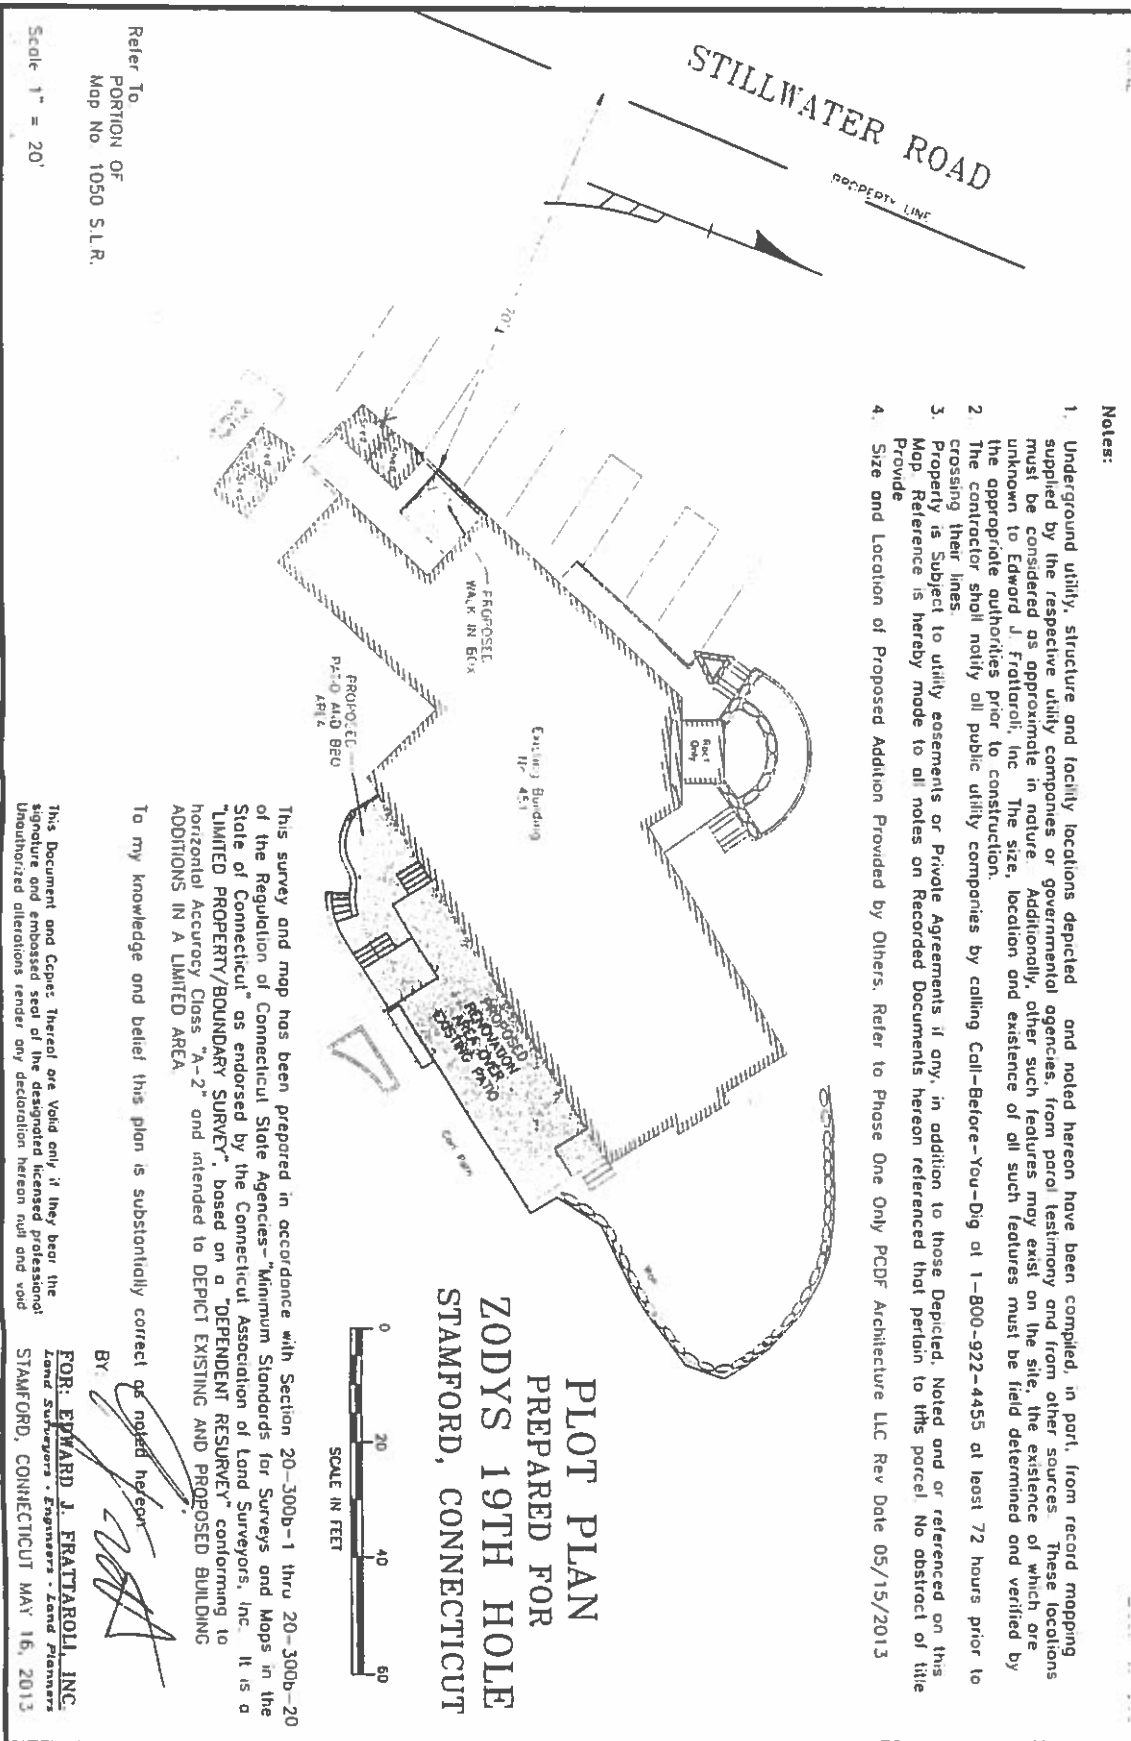 Notes:
1. Underground utility, structure and facility locations depicted and noted hereon have been compiled, in part, from record mapping
supplied by the respective utility companies or governmental agencies, from parol testimony and from other sources. These locations
must be considered as approximate in nature. Additionally, other such features may exist on the site, the existence of which are
unknown to Edward J. Frattaroli, Inc The size, location and existence of all such features must be field determined and verified by
the appropriate authorities prior to construction.
2. The contractor shall notify all public utility companies by calling Call-Before-You-Dig at 1-800-922-4455 at least 72 hours prior to
crossing their lines.
3. Property is Subject to utility easements or Private Agreements if any, in addition to those Depicted, Noted and or referenced on this
Map. Reference is hereby made to all notes on Recorded Documents hereon referenced that pertain to this parcel. No abstract of title
Provide
4. Size and Location of Proposed Addition Provided by Others. Refer to Phase One Only PCDF Architecture LLC Rev Date 05/15/2013
STILLWATER ROAD
PROPERTY LINE
Roof
Only
Existing Building
No 451
PROPOSED
WALK IN BOX
Shed
Shed
Shed
PROPOSED
PATIO AND BBQ
AREA
PROPOSED
RENOVATION
AREA OVER
EXISTING PATIO
Cart Path
Wall
PLOT PLAN
PREPARED FOR
ZODYS 19TH HOLE
STAMFORD, CONNECTICUT
0 20 40 60
SCALE IN FEET
This survey and map has been prepared in accordance with Section 20-300b-1 thru 20-300b-20
of the Regulation of Connecticut State Agencies-"Minimum Standards for Surveys and Maps in the
State of Connecticut" as endorsed by the Connecticut Association of Land Surveyors, Inc. It is a
"LIMITED PROPERTY/BOUNDARY SURVEY", based on a "DEPENDENT RESURVEY" conforming to
horizontal Accuracy Class "A-2" and intended to DEPICT EXISTING AND PROPOSED BUILDING
ADDITIONS IN A LIMITED AREA
To my knowledge and belief this plan is substantially correct as noted hereon
BY:
FOR: EDWARD J. FRATTAROLI, INC.
Land Surveyors • Engineers • Land Planners
STAMFORD, CONNECTICUT MAY 16, 2013
This Document and Copies Thereof are Valid only if they bear the
signature and embossed seal of the designated licensed professional
Unauthorized alterations render any declaration hereon null and void
Refer To
PORTION OF
Map No. 1050 S.L.R.
Scale 1" = 20'